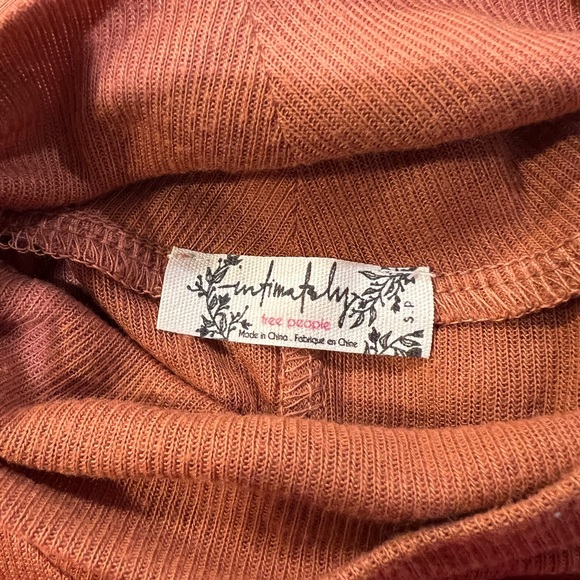 intimately
free people
Made in China . Fabriqué en Chine
S P